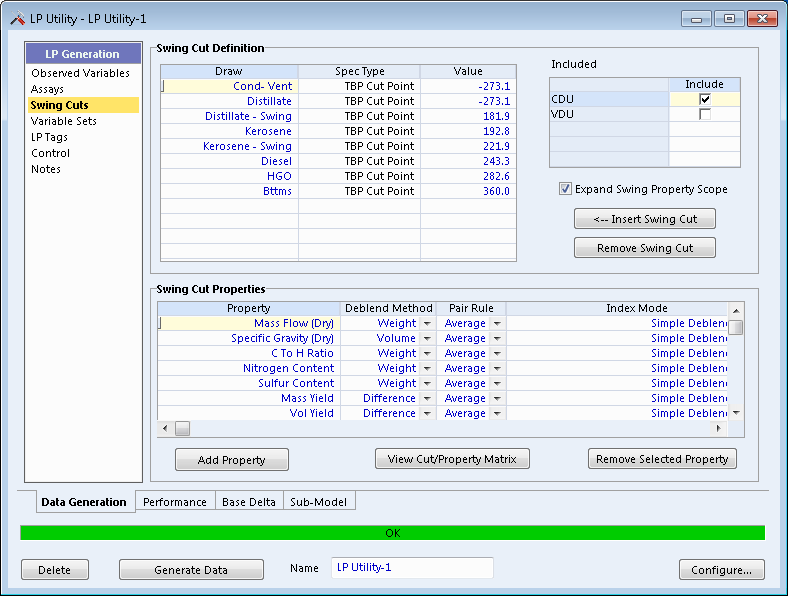 LP Utility - LP Utility-1
LP Generation
Observed Variables
Assays
Swing Cuts
Variable Sets
LP Tags
Control
Notes
Swing Cut Definition
Draw Spec Type Value
Cond- Vent TBP Cut Point -273.1
Distillate TBP Cut Point -273.1
Distillate - Swing TBP Cut Point 181.9
Kerosene TBP Cut Point 192.8
Kerosene - Swing TBP Cut Point 221.9
Diesel TBP Cut Point 243.3
HGO TBP Cut Point 282.6
Bttms TBP Cut Point 360.0
Included
Include
CDU
VDU
Expand Swing Property Scope
<-- Insert Swing Cut
Remove Swing Cut
Swing Cut Properties
Property Deblend Method Pair Rule Index Mode
Mass Flow (Dry) Weight Average Simple Deblen
Specific Gravity (Dry) Volume Average Simple Deblen
C To H Ratio Weight Average Simple Deblen
Nitrogen Content Weight Average Simple Deblen
Sulfur Content Weight Average Simple Deblen
Mass Yield Difference Average Simple Deblen
Vol Yield Difference Average Simple Deblen
Add Property View Cut/Property Matrix Remove Selected Property
Data Generation Performance Base Delta Sub-Model
OK
Delete Generate Data Name LP Utility-1 Configure...